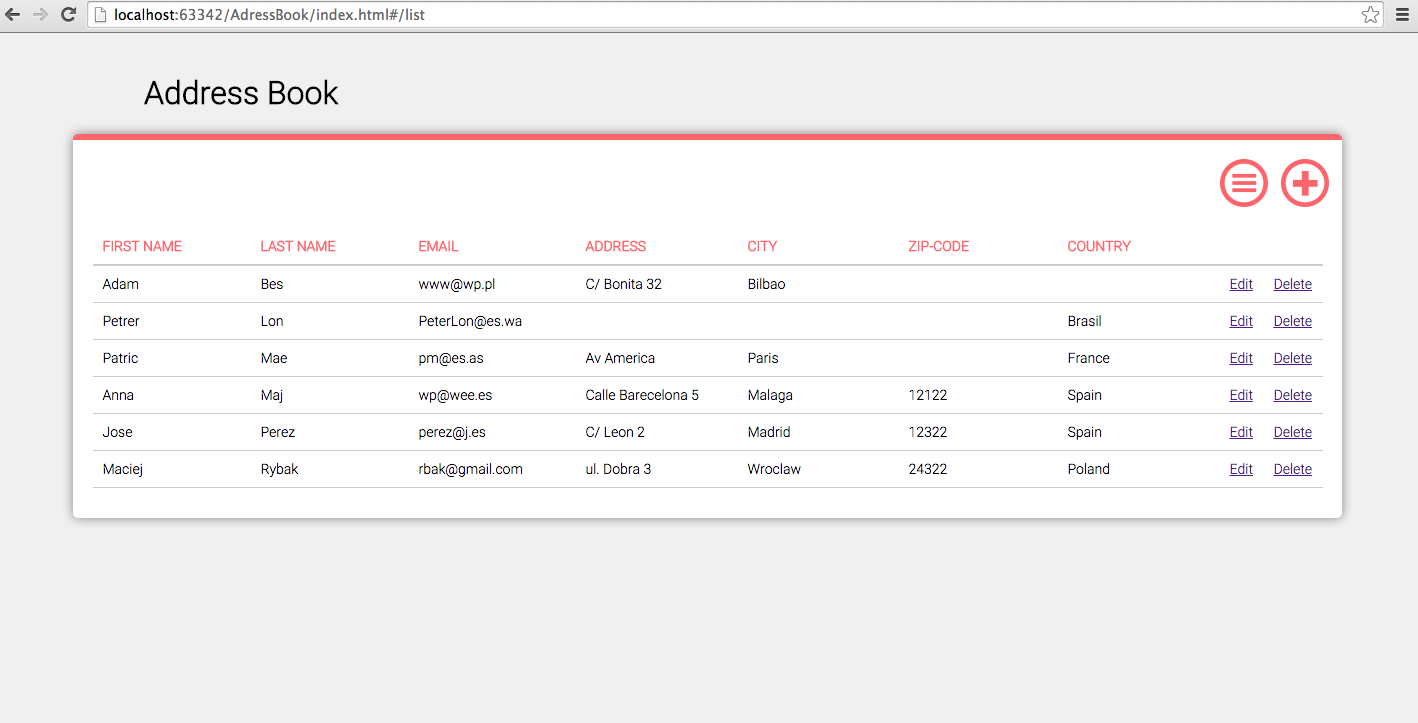 localhost:63342/AdressBook/index.html#/list
Address Book
FIRST NAME LAST NAME EMAIL ADDRESS CITY ZIP-CODE COUNTRY
Adam Bes www@wp.pl C/ Bonita 32 Bilbao Edit Delete
Petrer Lon PeterLon@es.wa Brasil Edit Delete
Patric Mae pm@es.as Av America Paris France Edit Delete
Anna Maj wp@wee.es Calle Barecelona 5 Malaga 12122 Spain Edit Delete
Jose Perez perez@j.es C/ Leon 2 Madrid 12322 Spain Edit Delete
Maciej Rybak rbak@gmail.com ul. Dobra 3 Wroclaw 24322 Poland Edit Delete